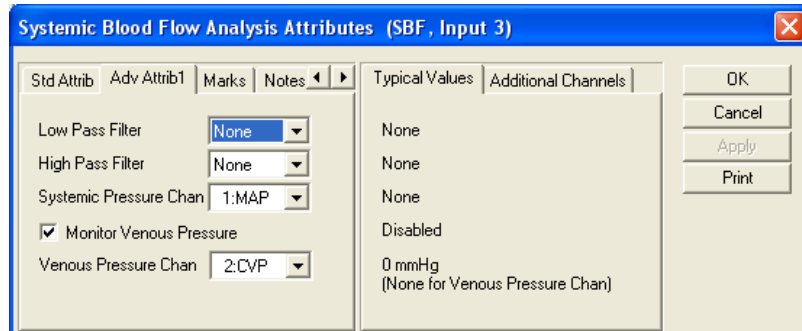 Systemic Blood Flow Analysis Attributes (SBF, Input 3)
Std Attrib Adv Attrib1 Marks Notes
Low Pass Filter None
High Pass Filter None
Systemic Pressure Chan 1:MAP
Monitor Venous Pressure
Venous Pressure Chan 2:CVP
Typical Values Additional Channels
None
None
None
Disabled
0 mmHg
(None for Venous Pressure Chan)
OK
Cancel
Apply
Print